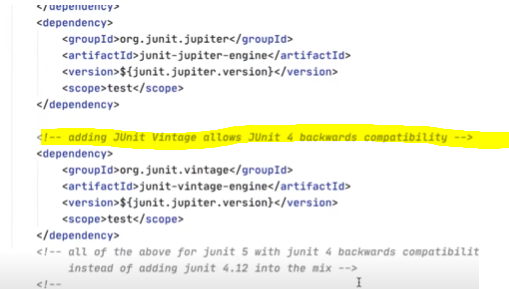 </dependency>
<dependency>
<groupId>org.junit.jupiter</groupId>
<artifactId>junit-jupiter-engine</artifactId>
<version>${junit.jupiter.version}</version>
<scope>test</scope>
</dependency>
<!-- adding JUnit Vintage allows JUnit 4 backwards compatibility -->
<dependency>
<groupId>org.junit.vintage</groupId>
<artifactId>junit-vintage-engine</artifactId>
<version>${junit.jupiter.version}</version>
<scope>test</scope>
</dependency>
<!-- all of the above for junit 5 with junit 4 backwards compatibilit
instead of adding junit 4.12 into the mix -->
<!--